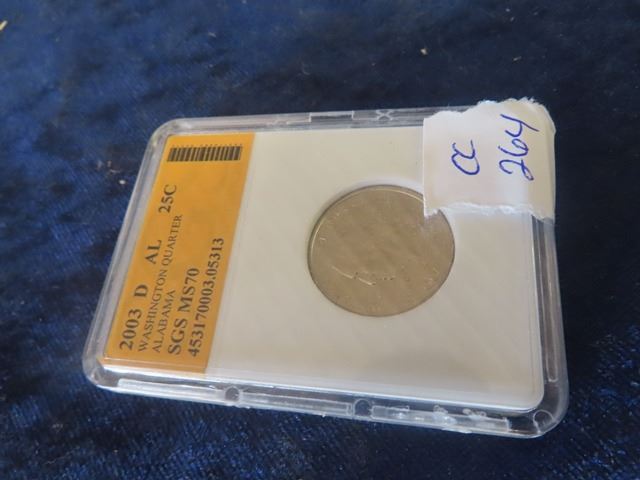 2003 D AL 25C
WASHINGTON QUARTER
ALABAMA
SGS MS70
453170003.05313
CC
264